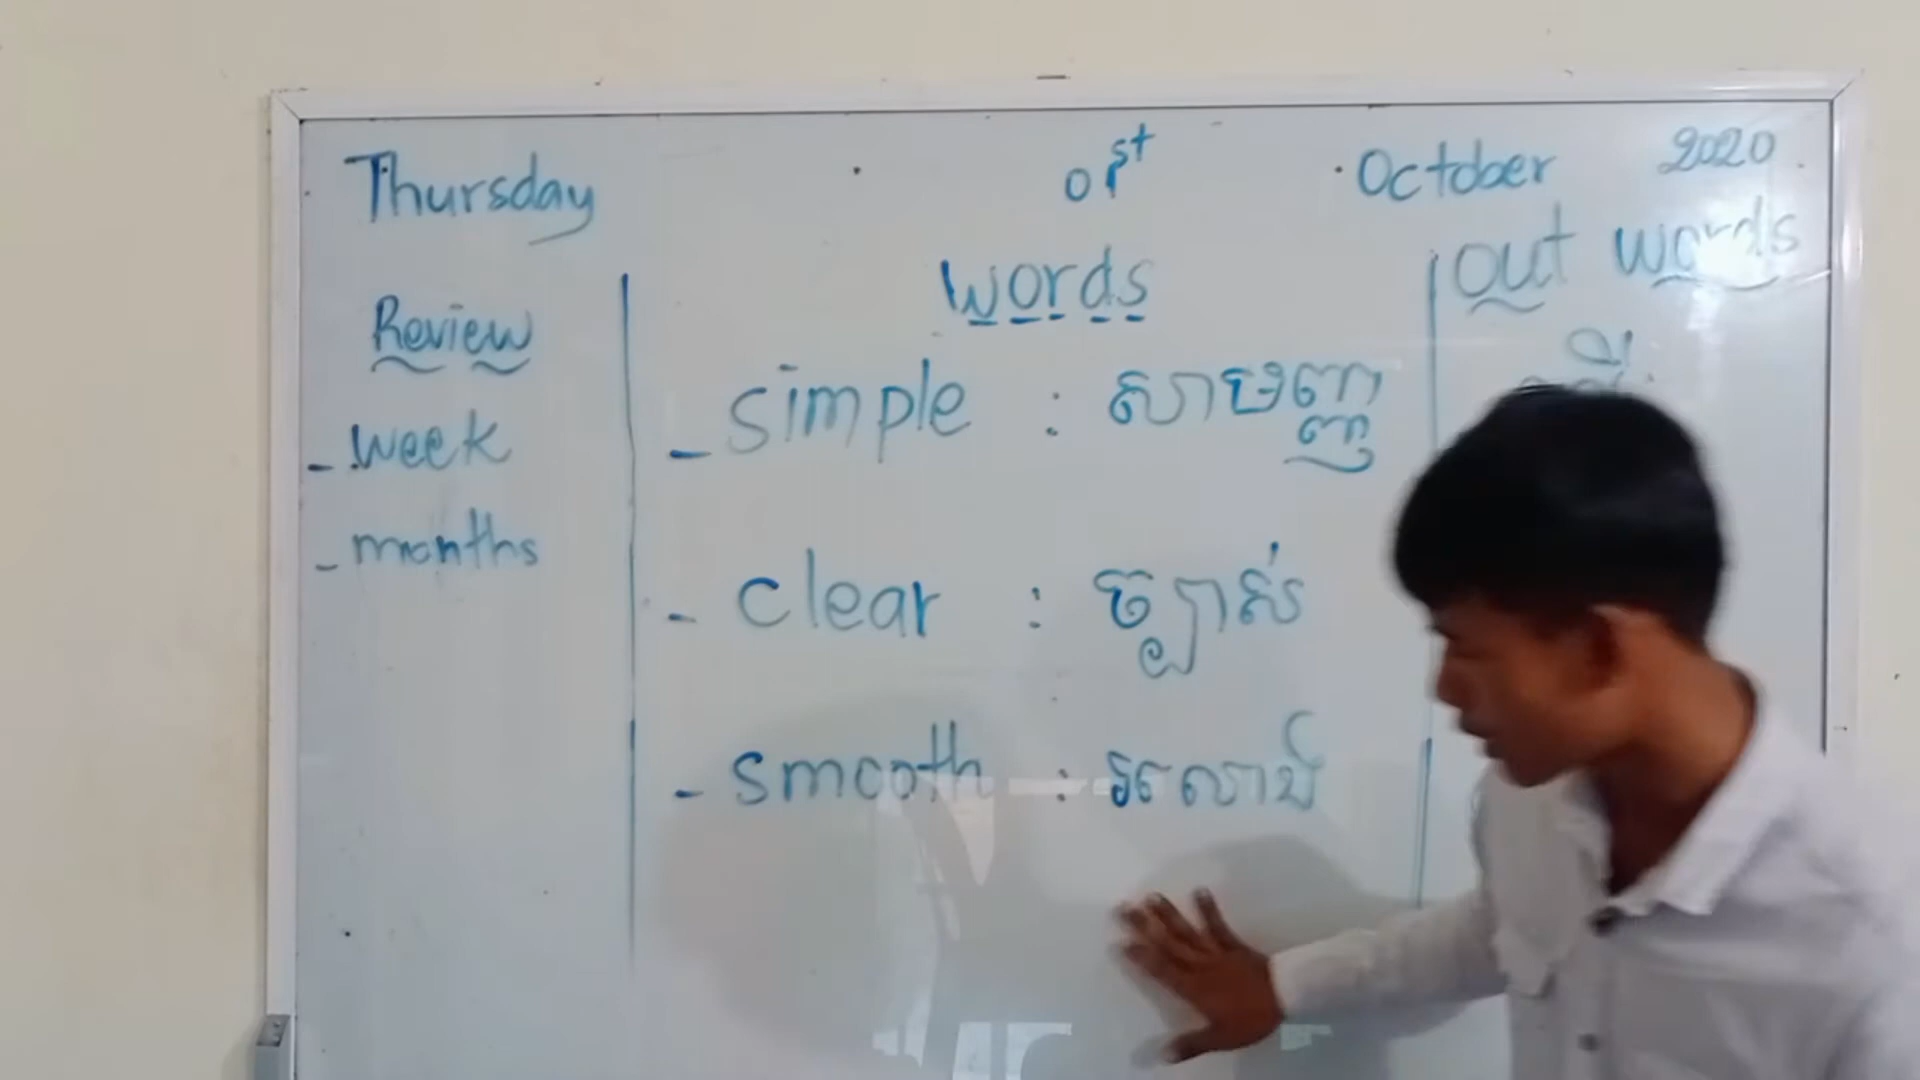 Thursday 01st October 2020
Review
- week
- months
words
- simple : សាមញ្ញ
- clear : ច្បាស់
- smooth : រលោង
out words